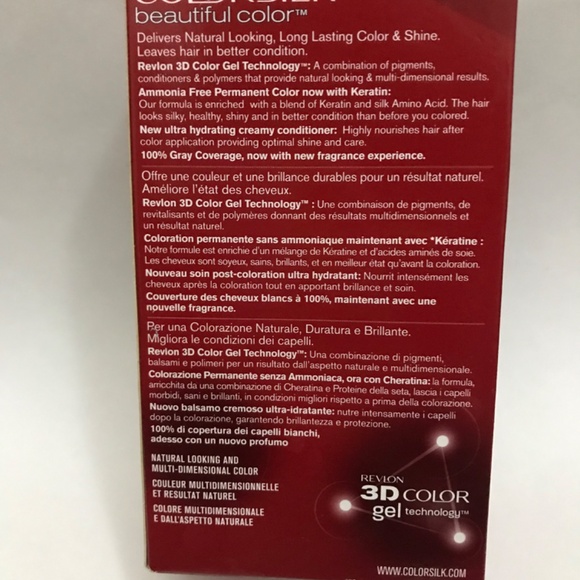 COLORSILK
beautiful color™
Delivers Natural Looking, Long Lasting Color & Shine.
Leaves hair in better condition.
Revlon 3D Color Gel Technology™: A combination of pigments,
conditioners & polymers that provide natural looking & multi-dimensional results.
Ammonia Free Permanent Color now with Keratin:
Our formula is enriched with a blend of Keratin and silk Amino Acid. The hair
looks silky, healthy, shiny and in better condition than before you colored.
New ultra hydrating creamy conditioner: Highly nourishes hair after
color application providing optimal shine and care.
100% Gray Coverage, now with new fragrance experience.
Offre une couleur et une brillance durables pour un résultat naturel.
Améliore l'état des cheveux.
Revlon 3D Color Gel Technology™ : Une combinaison de pigments, de
revitalisants et de polymères donnant des résultats multidimensionnels et
un résultat naturel.
Coloration permanente sans ammoniaque maintenant avec *Kératine :
Notre formule est enrichie d'un mélange de Kératine et d'acides aminés de soie.
Les cheveux sont soyeux, sains, brillants, et en meilleur état qu'avant la coloration.
Nouveau soin post-coloration ultra hydratant: Nourrit intensément les
cheveux après la coloration tout en apportant brillance et soin.
Couverture des cheveux blancs à 100%, maintenant avec une
nouvelle fragrance.
Per una Colorazione Naturale, Duratura e Brillante.
Migliora le condizioni dei capelli.
Revlon 3D Color Gel Technology™: Una combinazione di pigmenti,
balsami e polimeri per un risultato dall'aspetto naturale e multidimensionale.
Colorazione Permanente senza Ammoniaca, ora con Cheratina: la formula,
arricchita da una combinazione di Cheratina e Proteine della seta, lascia i capelli
morbidi, sani e brillanti, in condizioni migliori rispetto a prima della colorazione.
Nuovo balsamo cremoso ultra-idratante: nutre intensamente i capelli
dopo la colorazione, garantendo brillantezza e protezione.
100% di copertura dei capelli bianchi,
adesso con un nuovo profumo
NATURAL LOOKING AND
MULTI-DIMENSIONAL COLOR
COULEUR MULTIDIMENSIONNELLE
ET RESULTAT NATUREL
COLORE MULTIDIMENSIONALE
E DALL'ASPETTO NATURALE
REVLON
3D COLOR
gel technology™
WWW.COLORSILK.COM